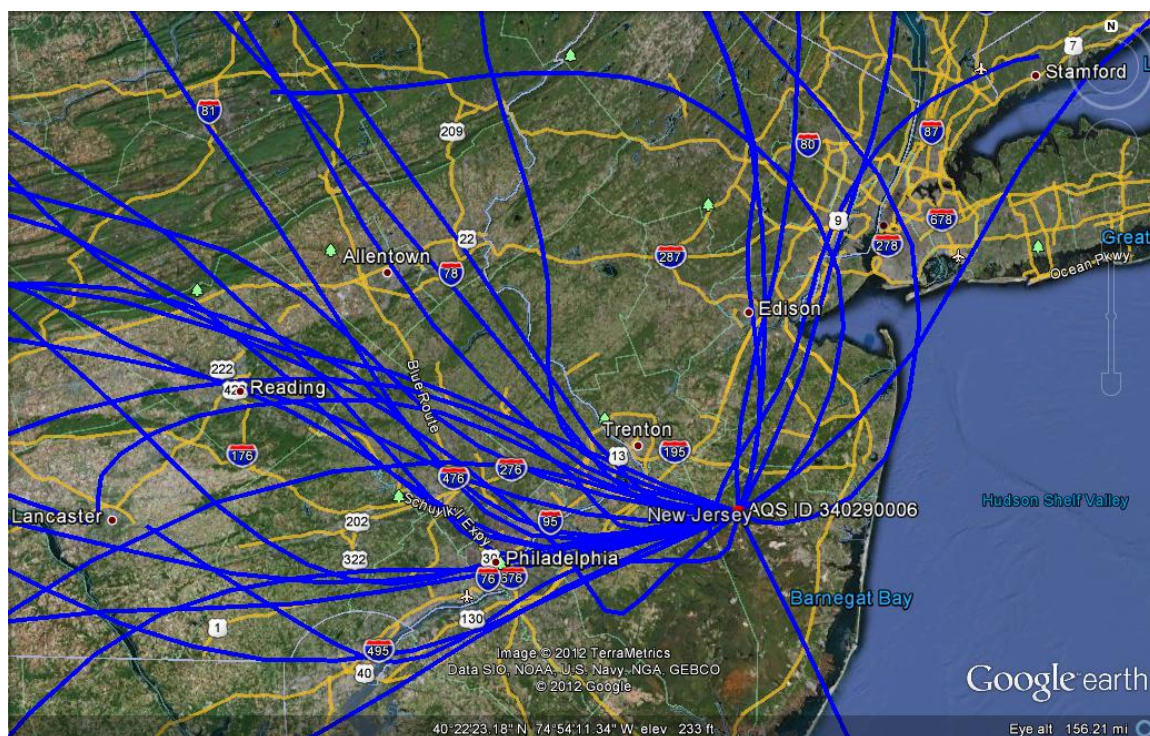 N
7
Stamford
L
81
209
80
87
9
678
278
Great
Ocean Pkwy
22
Allentown
78
287
Edison
222
Reading
Blue Route
Trenton
13
195
176
476
276
Lancaster
202
95
New Jersey
AQS ID 340290006
Hudson Shelf Valley
322
30
Philadelphia
76
676
Barnegat Bay
130
1
495
40
Image © 2012 TerraMetrics
Data SIO, NOAA, U.S. Navy, NGA, GEBCO
© 2012 Google
Google earth
40°22'23.18" N 74°54'11.34" W elev 233 ft
Eye alt 156.21 mi